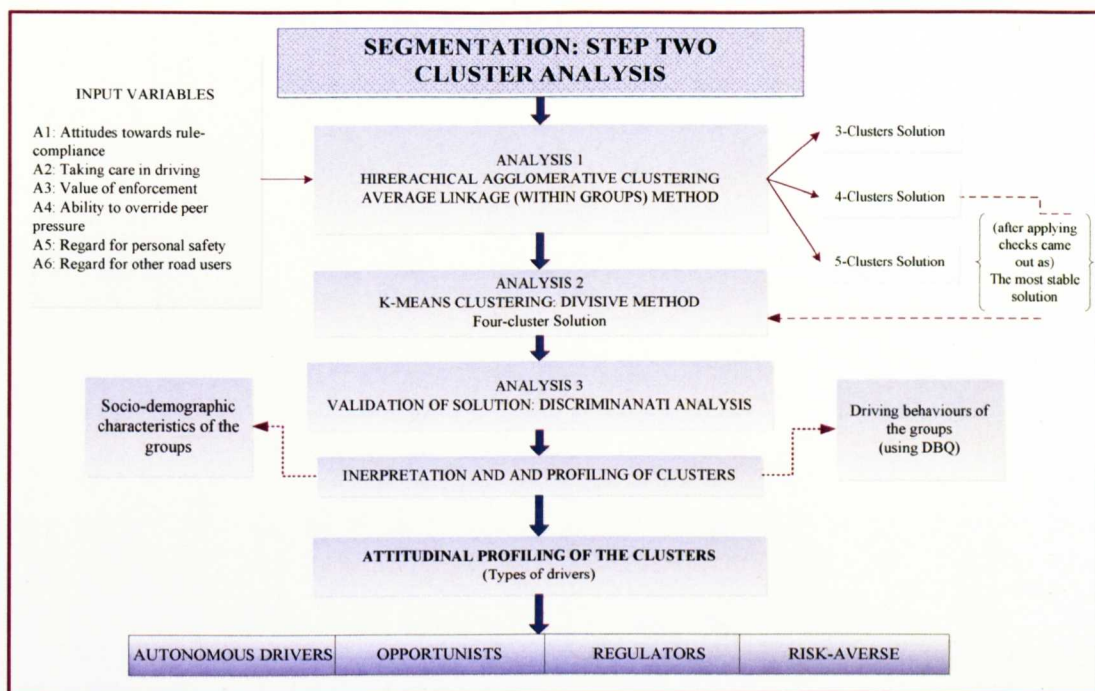 SEGMENTATION: STEP TWO
CLUSTER ANALYSIS
INPUT VARIABLES
A1: Attitudes towards rule-
compliance
A2: Taking care in driving
A3: Value of enforcement
A4: Ability to override peer
pressure
A5: Regard for personal safety
A6: Regard for other road users
ANALYSIS 1
HIRERACHICAL AGGLOMERATIVE CLUSTERING
AVERAGE LINKAGE (WITHIN GROUPS) METHOD
3-Clusters Solution
4-Clusters Solution
5-Clusters Solution
(after applying
checks came
out as)
The most stable
solution
ANALYSIS 2
K-MEANS CLUSTERING: DIVISIVE METHOD
Four-cluster Solution
ANALYSIS 3
VALIDATION OF SOLUTION: DISCRIMINANATI ANALYSIS
Socio-demographic
characteristics of the
groups
Driving behaviours of
the groups
(using DBQ)
INERPRETATION AND AND PROFILING OF CLUSTERS
ATTITUDINAL PROFILING OF THE CLUSTERS
(Types of drivers)
AUTONOMOUS DRIVERS
OPPORTUNISTS
REGULATORS
RISK-AVERSE